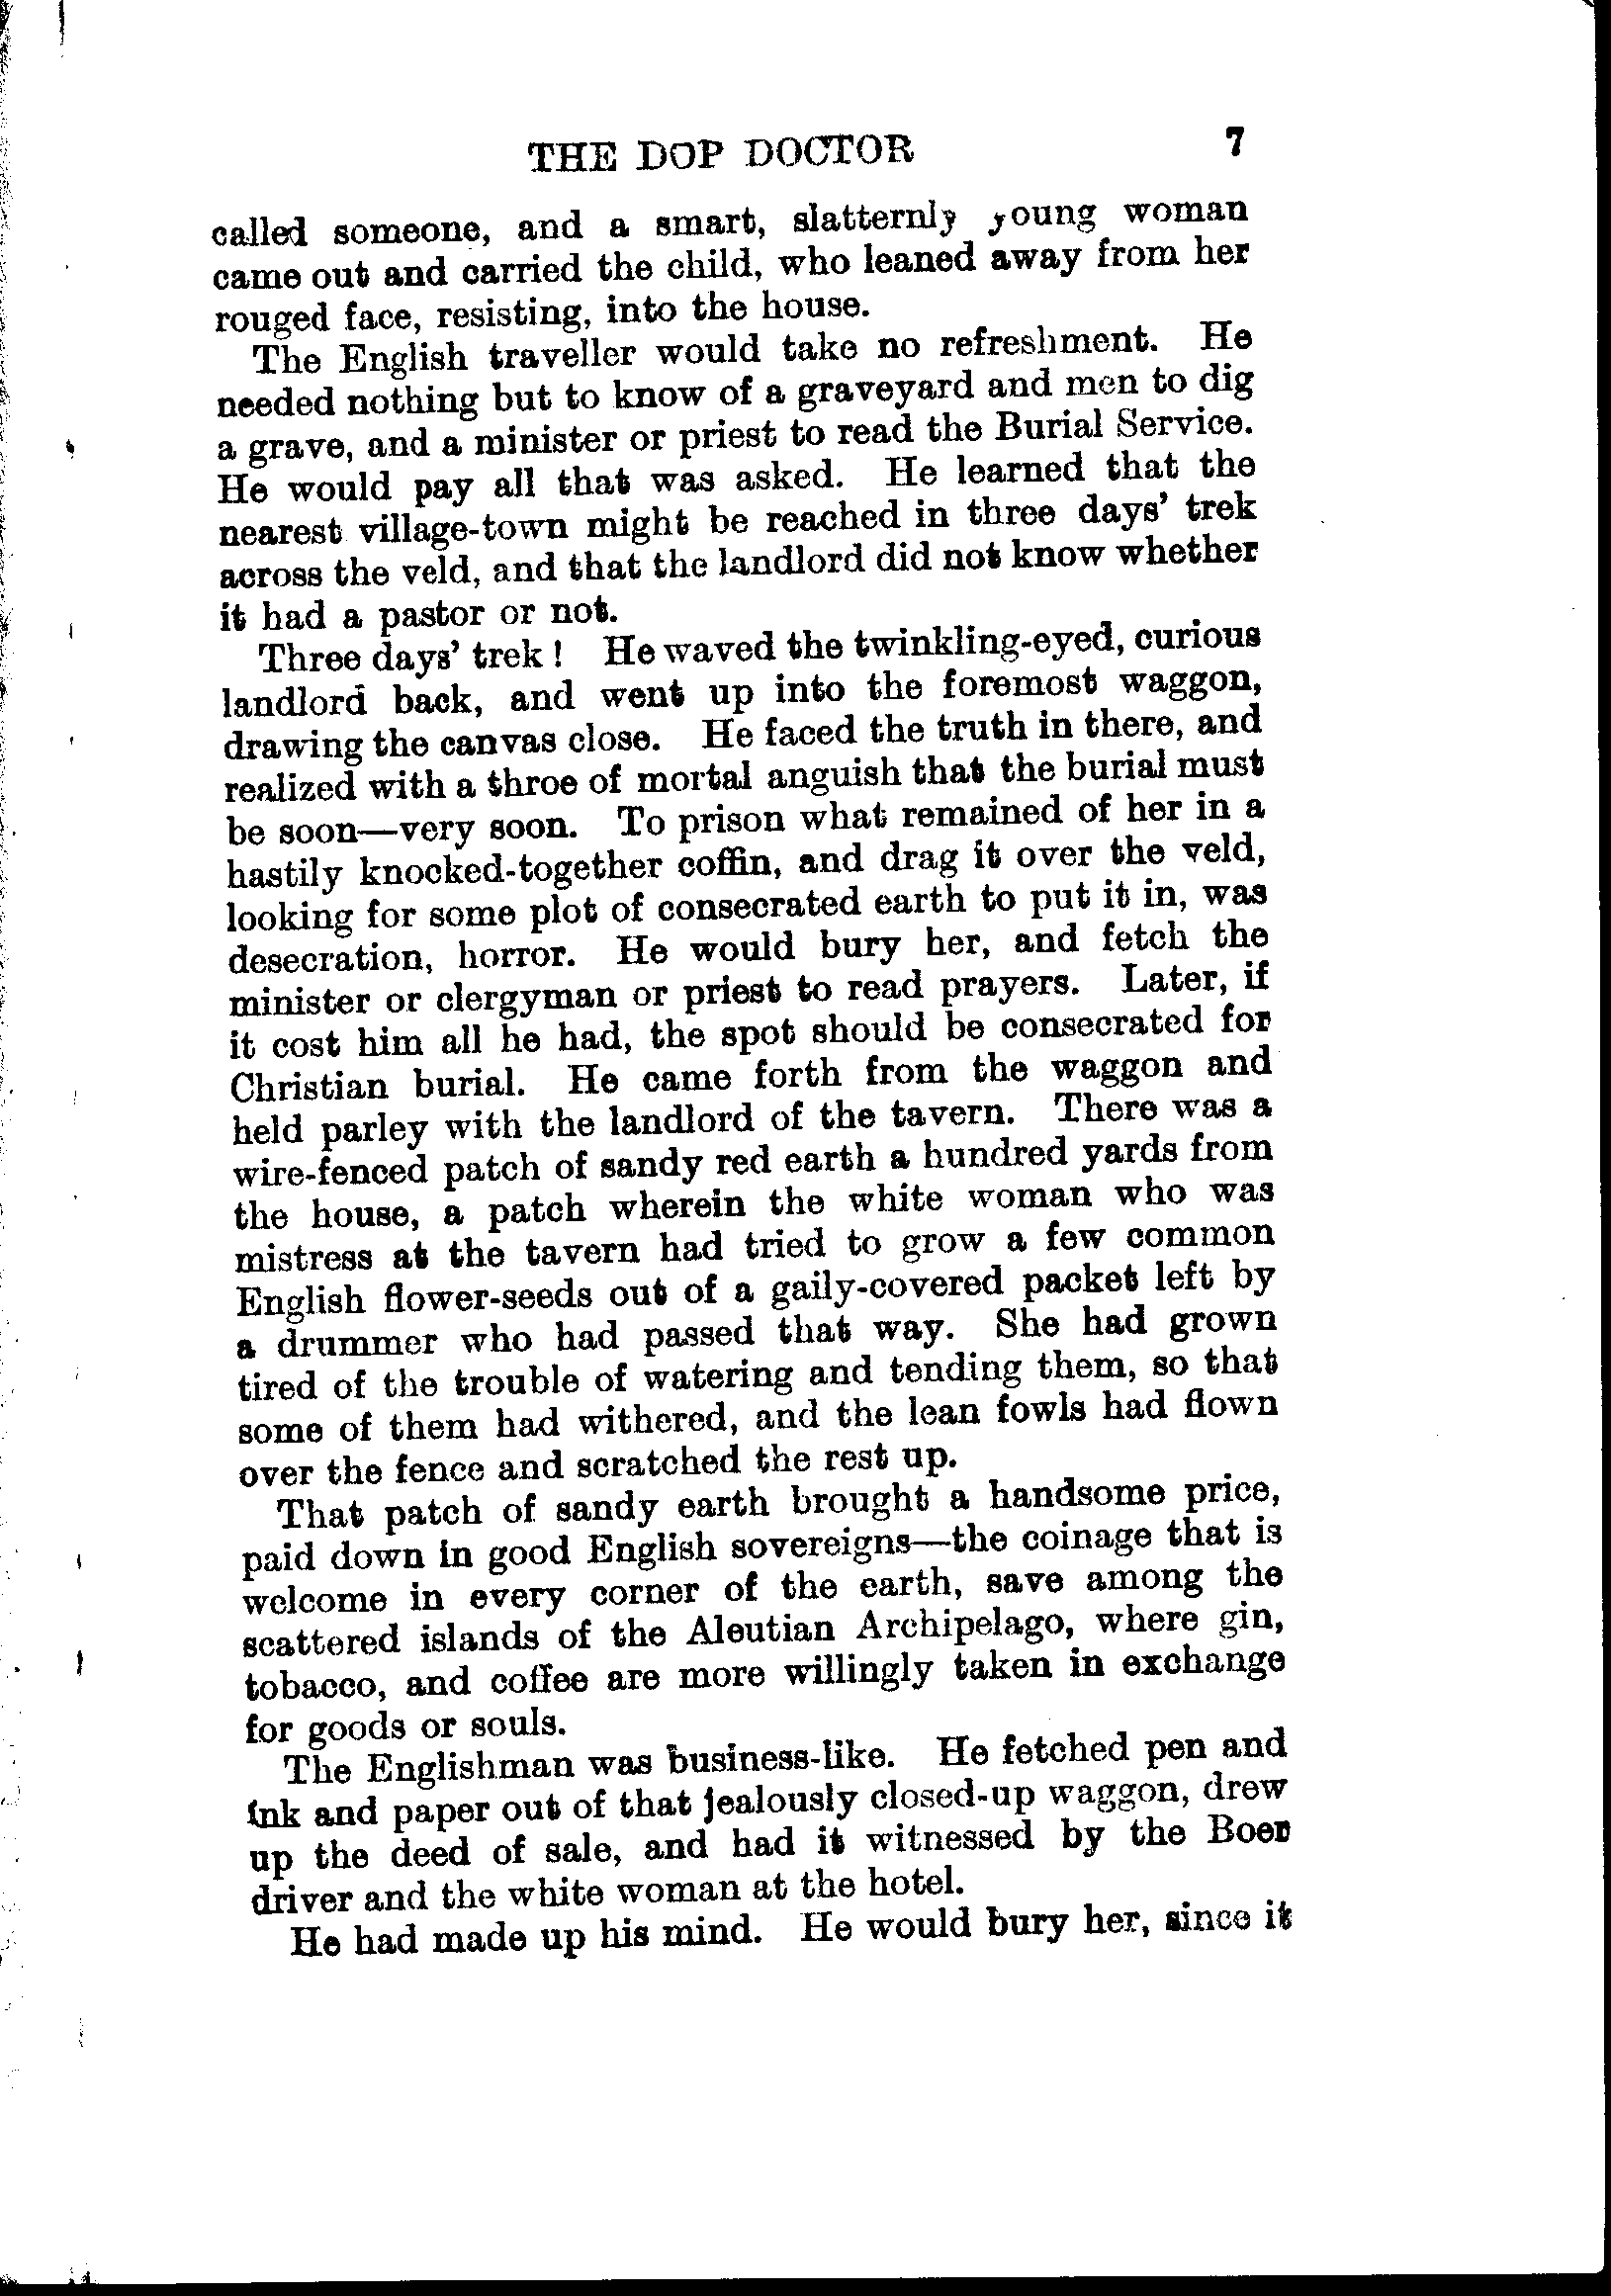 THE DOP DOCTOR 7
called someone, and a smart, slatternly young woman
came out and carried the child, who leaned away from her
rouged face, resisting, into the house.
The English traveller would take no refreshment. He
needed nothing but to know of a graveyard and men to dig
a grave, and a minister or priest to read the Burial Service.
He would pay all that was asked. He learned that the
nearest village-town might be reached in three days' trek
across the veld, and that the landlord did not know whether
it had a pastor or not.
Three days' trek! He waved the twinkling-eyed, curious
landlord back, and went up into the foremost waggon,
drawing the canvas close. He faced the truth in there, and
realized with a throe of mortal anguish that the burial must
be soon—very soon. To prison what remained of her in a
hastily knocked-together coffin, and drag it over the veld,
looking for some plot of consecrated earth to put it in, was
desecration, horror. He would bury her, and fetch the
minister or clergyman or priest to read prayers. Later, if
it cost him all he had, the spot should be consecrated for
Christian burial. He came forth from the waggon and
held parley with the landlord of the tavern. There was a
wire-fenced patch of sandy red earth a hundred yards from
the house, a patch wherein the white woman who was
mistress at the tavern had tried to grow a few common
English flower-seeds out of a gaily-covered packet left by
a drummer who had passed that way. She had grown
tired of the trouble of watering and tending them, so that
some of them had withered, and the lean fowls had flown
over the fence and scratched the rest up.
That patch of sandy earth brought a handsome price,
paid down in good English sovereigns—the coinage that is
welcome in every corner of the earth, save among the
scattered islands of the Aleutian Archipelago, where gin,
tobacco, and coffee are more willingly taken in exchange
for goods or souls.
The Englishman was business-like. He fetched pen and
ink and paper out of that jealously closed-up waggon, drew
up the deed of sale, and had it witnessed by the Boer
driver and the white woman at the hotel.
He had made up his mind. He would bury her, since it